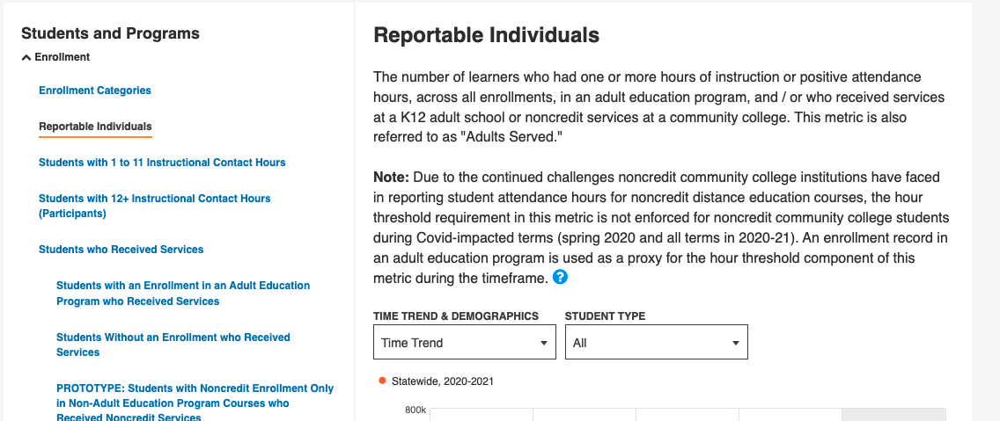 Students and Programs
Enrollment
Enrollment Categories
Reportable Individuals
Students with 1 to 11 Instructional Contact Hours
Students with 12+ Instructional Contact Hours
(Participants)
Students who Received Services
Students with an Enrollment in an Adult Education
Program who Received Services
Students Without an Enrollment who Received
Services
PROTOTYPE: Students with Noncredit Enrollment Only
in Non-Adult Education Program Courses who
Received Noncredit Services
Reportable Individuals
The number of learners who had one or more hours of instruction or positive attendance
hours, across all enrollments, in an adult education program, and / or who received services
at a K12 adult school or noncredit services at a community college. This metric is also
referred to as "Adults Served."
Note: Due to the continued challenges noncredit community college institutions have faced
in reporting student attendance hours for noncredit distance education courses, the hour
threshold requirement in this metric is not enforced for noncredit community college students
during Covid-impacted terms (spring 2020 and all terms in 2020-21). An enrollment record in
an adult education program is used as a proxy for the hour threshold component of this
metric during the timeframe. ?
TIME TREND & DEMOGRAPHICS STUDENT TYPE
Time Trend All
Statewide, 2020-2021
800k